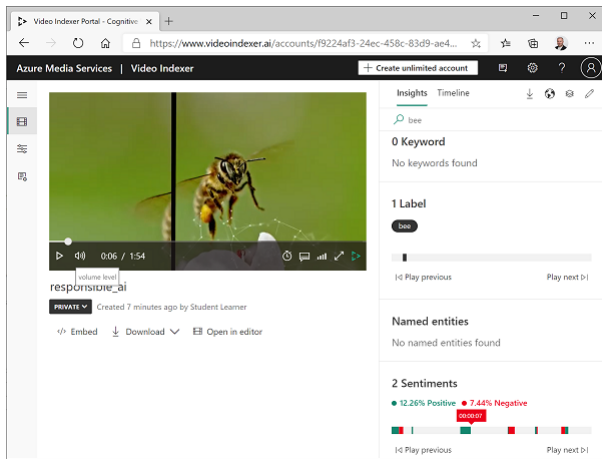 Video Indexer Portal - Cognitive
https://www.videoindexer.ai/accounts/f9224af3-24ec-458c-83d9-ae4...
Azure Media Services | Video Indexer
+ Create unlimited account
?
Insights Timeline
bee
0 Keyword
No keywords found
1 Label
bee
Play previous Play next
Named entities
No named entities found
2 Sentiments
12.26% Positive 7.44% Negative
00:00:07
Play previous Play next
0:06 / 1:54
volume level
responsible_ai
PRIVATE Created 7 minutes ago by Student Learner
Embed Download Open in editor